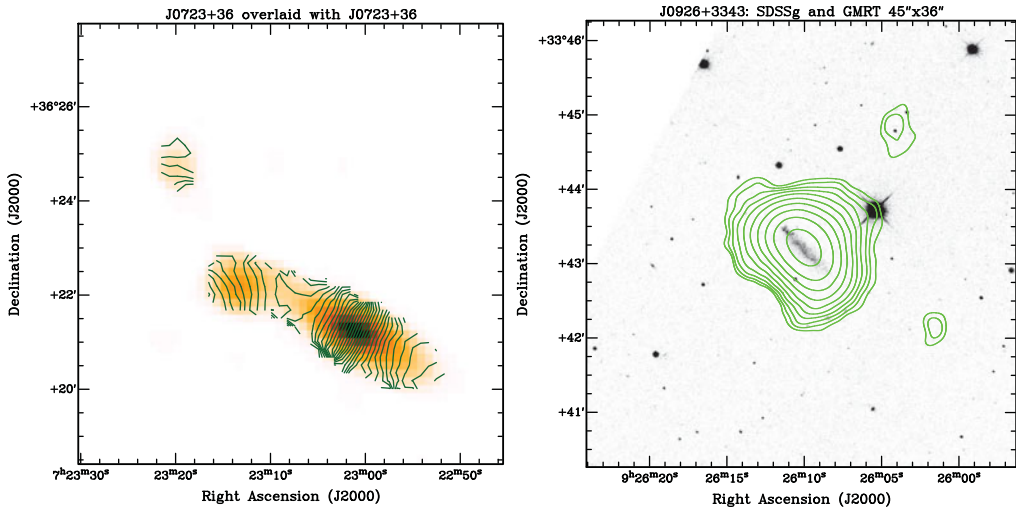 J0723+36 overlaid with J0723+36
Declination (J2000)
+36°26′
+24′
+22′
+20′
7ʰ23ᵐ30ˢ 23ᵐ20ˢ 23ᵐ10ˢ 23ᵐ00ˢ 22ᵐ50ˢ
Right Ascension (J2000)
J0926+3343: SDSSg and GMRT 45"x36"
Declination (J2000)
+33°46′
+45′
+44′
+43′
+42′
+41′
9ʰ26ᵐ20ˢ 26ᵐ15ˢ 26ᵐ10ˢ 26ᵐ05ˢ 26ᵐ00ˢ
Right Ascension (J2000)